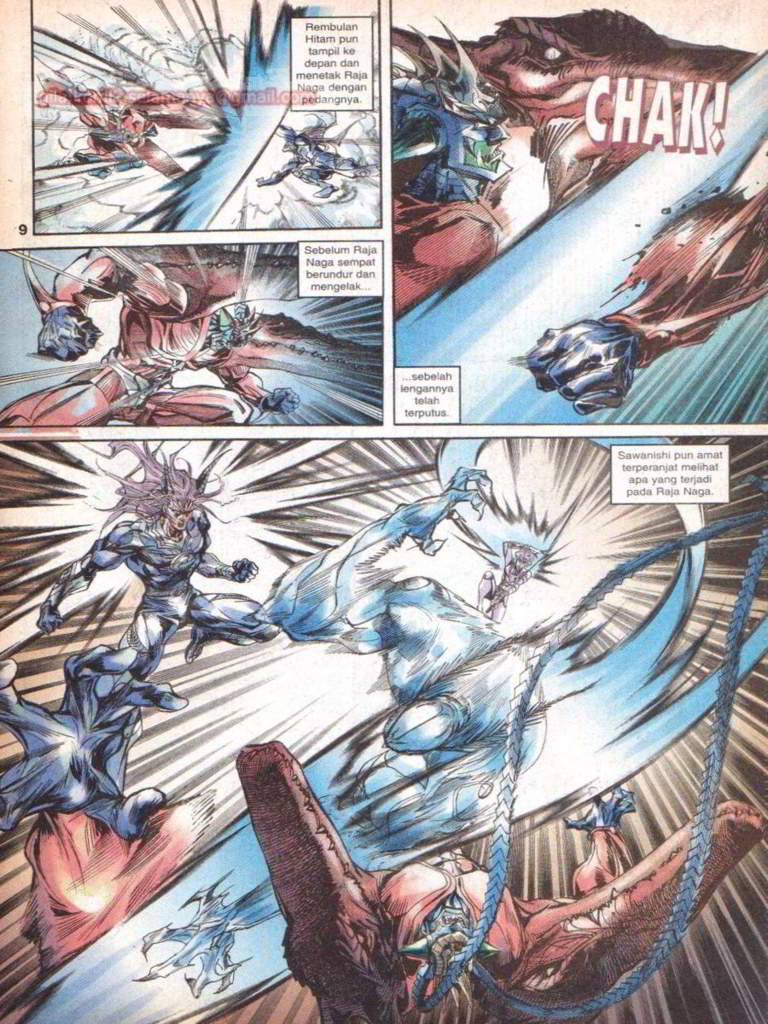 Rembulan
Hitam pun
tampil ke
depan dan
menetak Raja
Naga dengan
pedangnya.
CHAK!
9
Sebelum Raja
Naga sempat
berundur dan
mengelak...
...sebelah
lengannya
telah
terputus.
Sawanishi pun amat
terperanjat melihat
apa yang terjadi
pada Raja Naga.